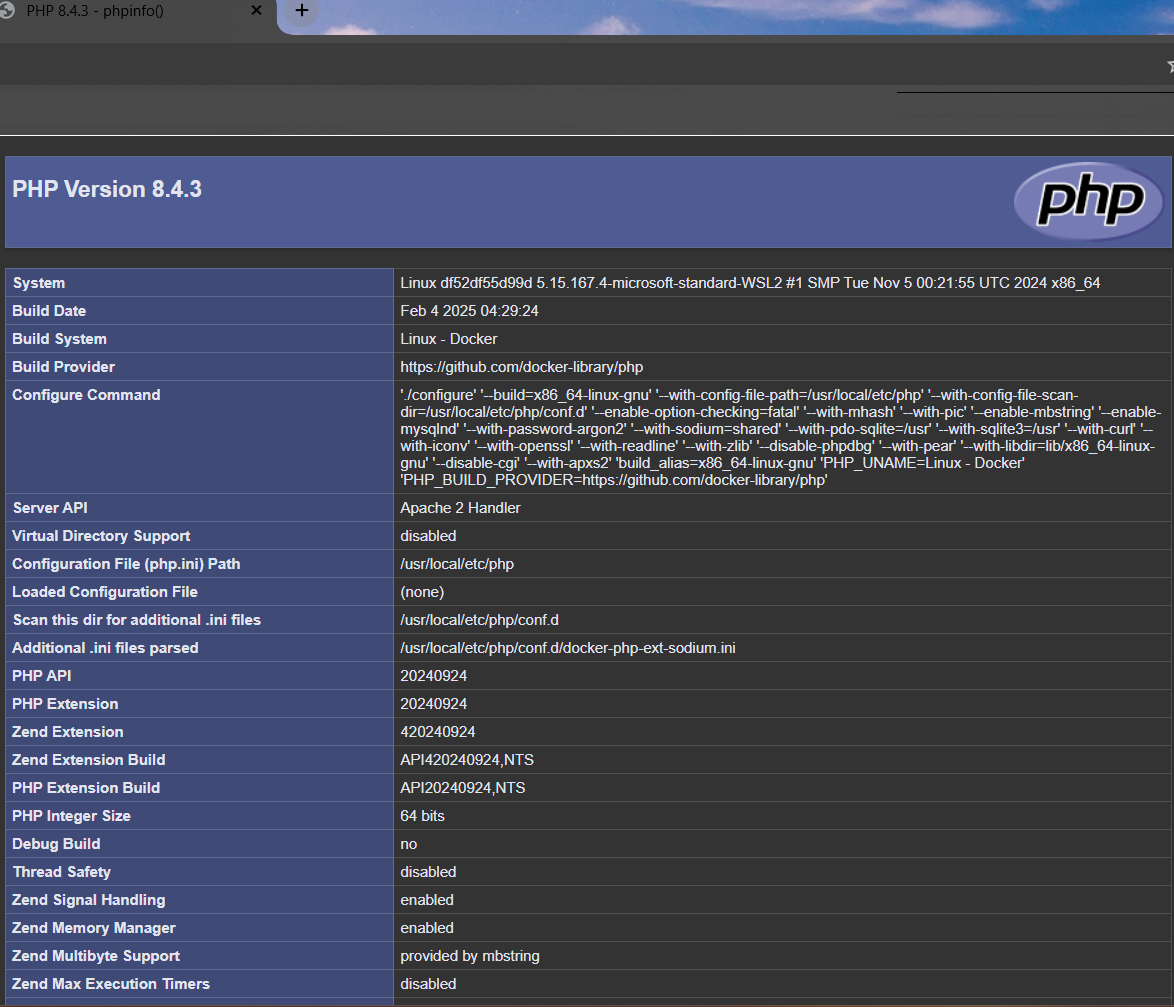 PHP 8.4.3 - phpinfo()
PHP Version 8.4.3
php
System Linux df52df55d99d 5.15.167.4-microsoft-standard-WSL2 #1 SMP Tue Nov 5 00:21:55 UTC 2024 x86_64
Build Date Feb 4 2025 04:29:24
Build System Linux - Docker
Build Provider https://github.com/docker-library/php
Configure Command './configure' '--build=x86_64-linux-gnu' '--with-config-file-path=/usr/local/etc/php' '--with-config-file-scan-
dir=/usr/local/etc/php/conf.d' '--enable-option-checking=fatal' '--with-mhash' '--with-pic' '--enable-mbstring' '--enable-
mysqlnd' '--with-password-argon2' '--with-sodium=shared' '--with-pdo-sqlite=/usr' '--with-sqlite3=/usr' '--with-curl' '--
with-iconv' '--with-openssl' '--with-readline' '--with-zlib' '--disable-phpdbg' '--with-pear' '--with-libdir=lib/x86_64-linux-
gnu' '--disable-cgi' '--with-apxs2' 'build_alias=x86_64-linux-gnu' 'PHP_UNAME=Linux - Docker'
'PHP_BUILD_PROVIDER=https://github.com/docker-library/php'
Server API Apache 2 Handler
Virtual Directory Support disabled
Configuration File (php.ini) Path /usr/local/etc/php
Loaded Configuration File (none)
Scan this dir for additional .ini files /usr/local/etc/php/conf.d
Additional .ini files parsed /usr/local/etc/php/conf.d/docker-php-ext-sodium.ini
PHP API 20240924
PHP Extension 20240924
Zend Extension 420240924
Zend Extension Build API420240924,NTS
PHP Extension Build API20240924,NTS
PHP Integer Size 64 bits
Debug Build no
Thread Safety disabled
Zend Signal Handling enabled
Zend Memory Manager enabled
Zend Multibyte Support provided by mbstring
Zend Max Execution Timers disabled